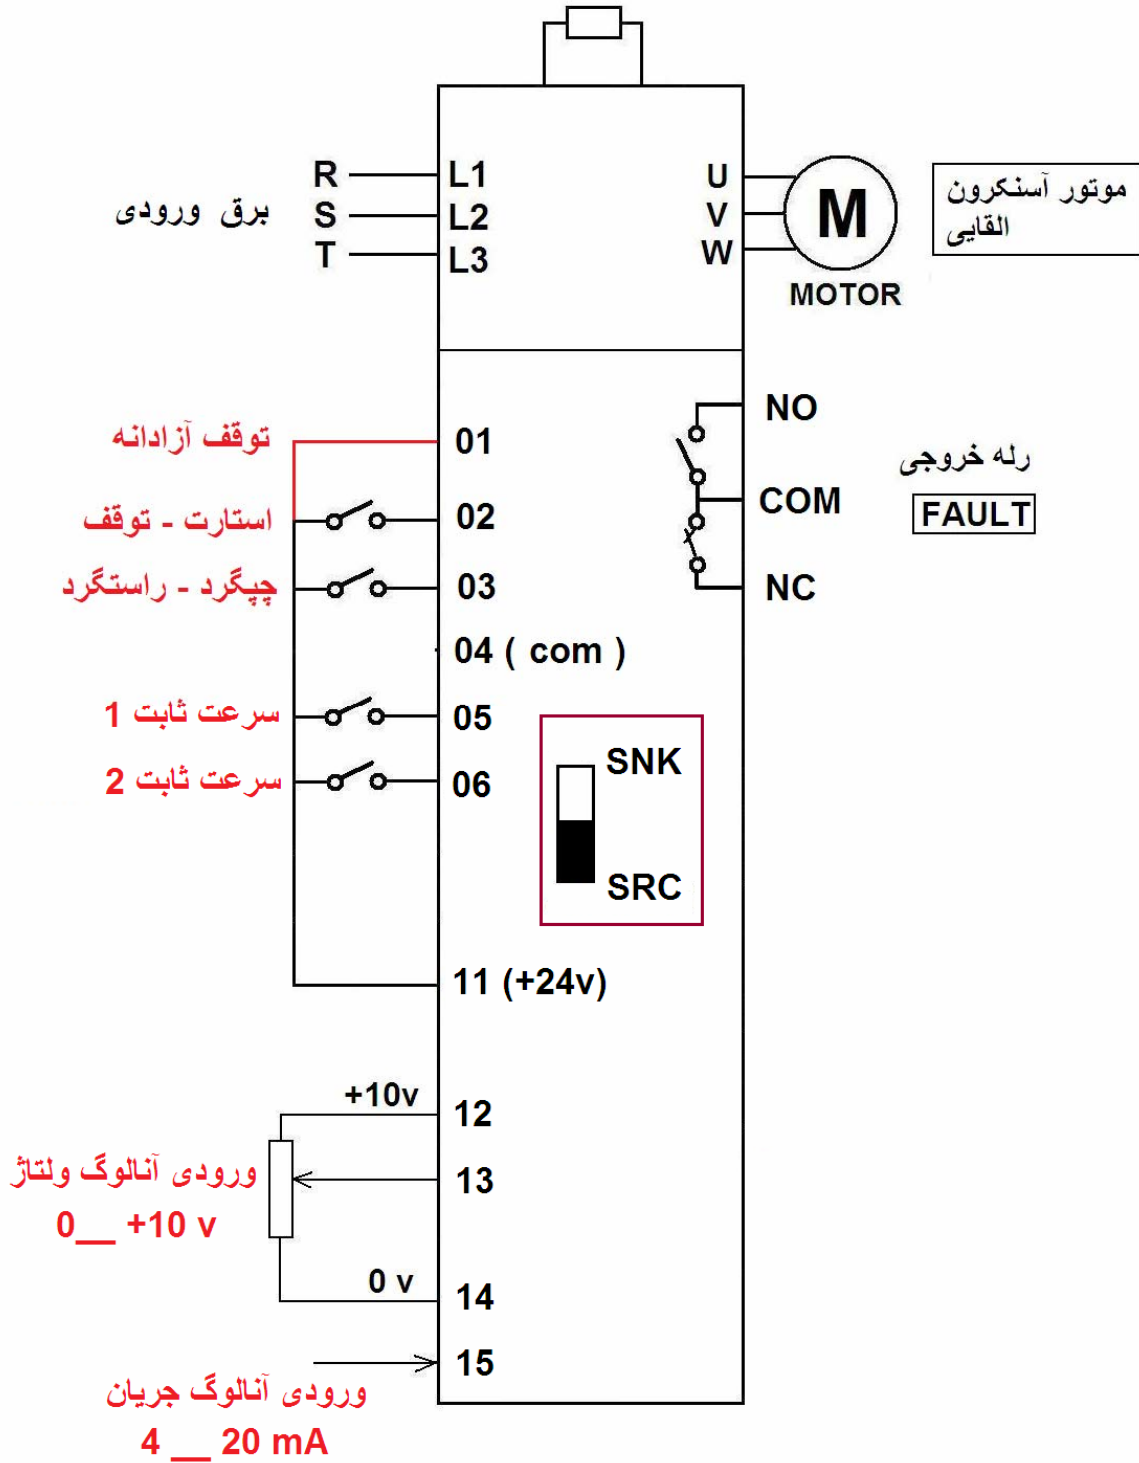 برق ورودی
R
S
T
L1
L2
L3
U
V
W
M
MOTOR
موتور آسنکرون
القایی
توقف آزادانه
01
استارت - توقف
02
چپگرد - راستگرد
03
04 ( com )
سرعت ثابت 1
05
سرعت ثابت 2
06
NO
COM
NC
رله خروجی
FAULT
SNK
SRC
11 (+24v)
+10v
12
ورودی آنالوگ ولتاژ
0__ +10 v
13
0 v
14
15
ورودی آنالوگ جریان
4 __ 20 mA